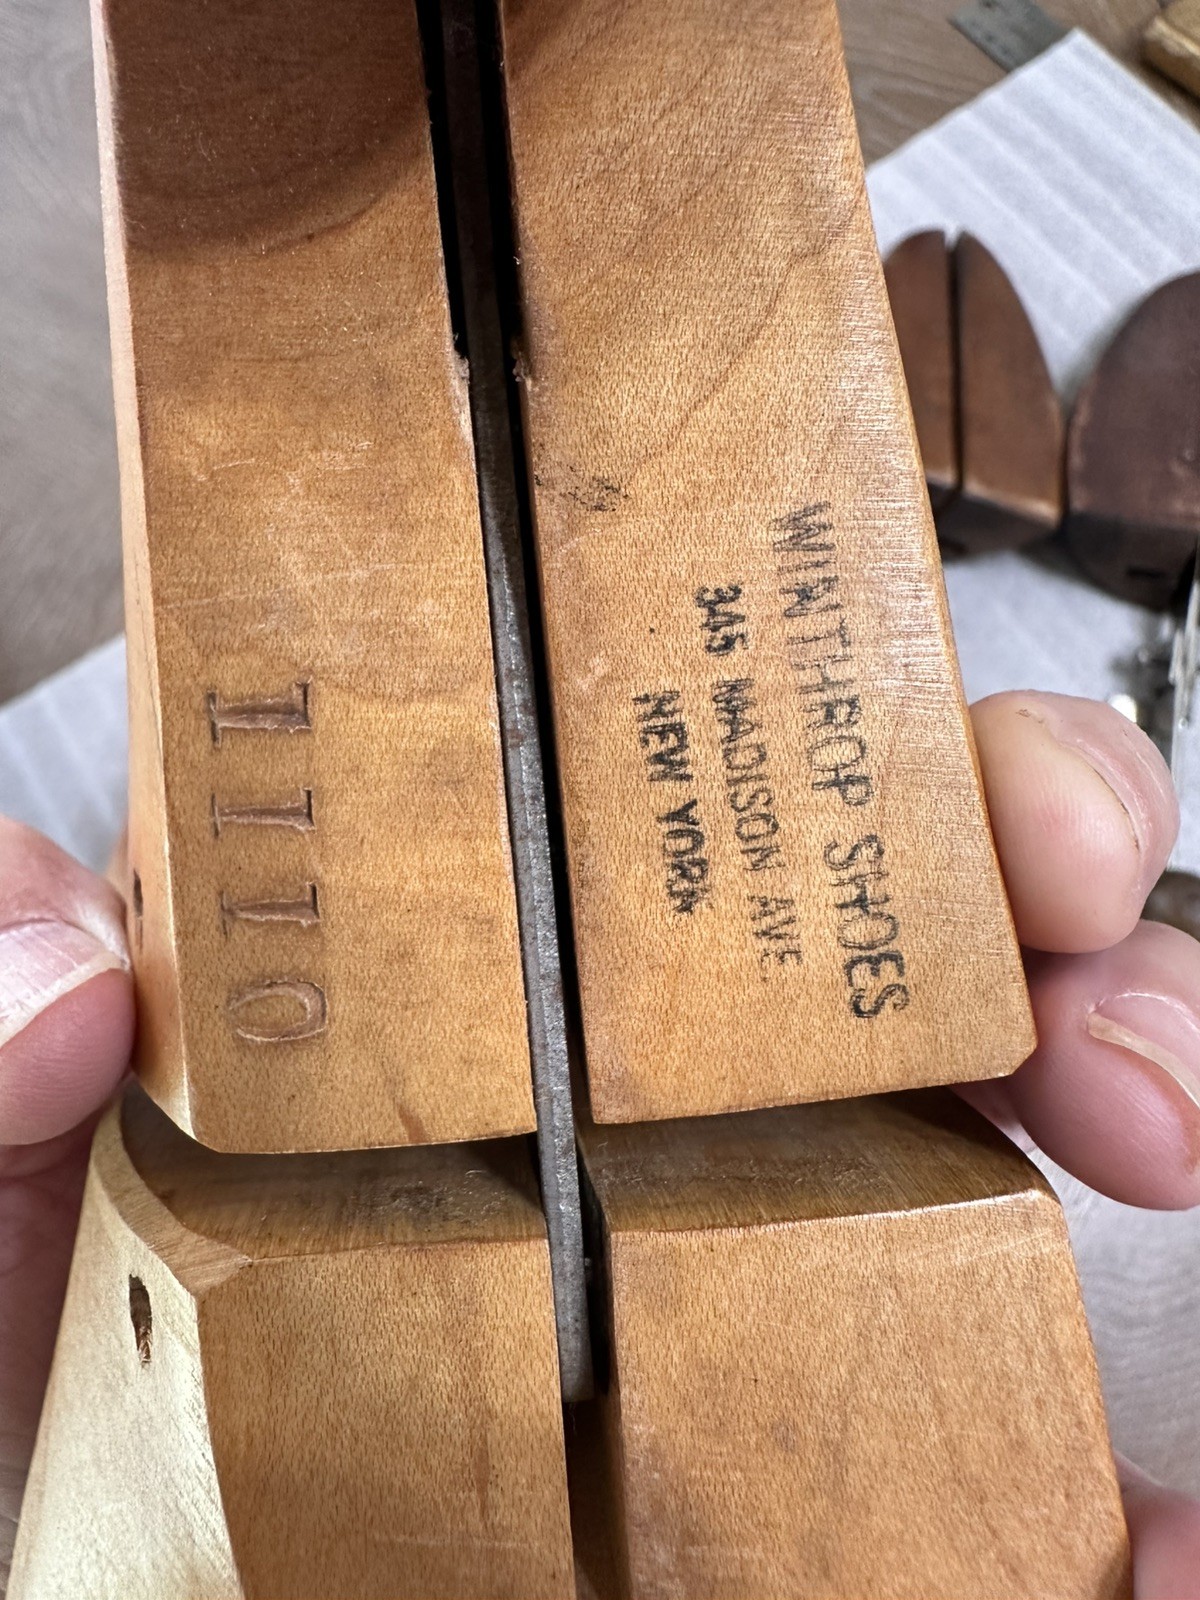 WINTHROP SHOES
345 MADISON AVE.
NEW YORK
1110